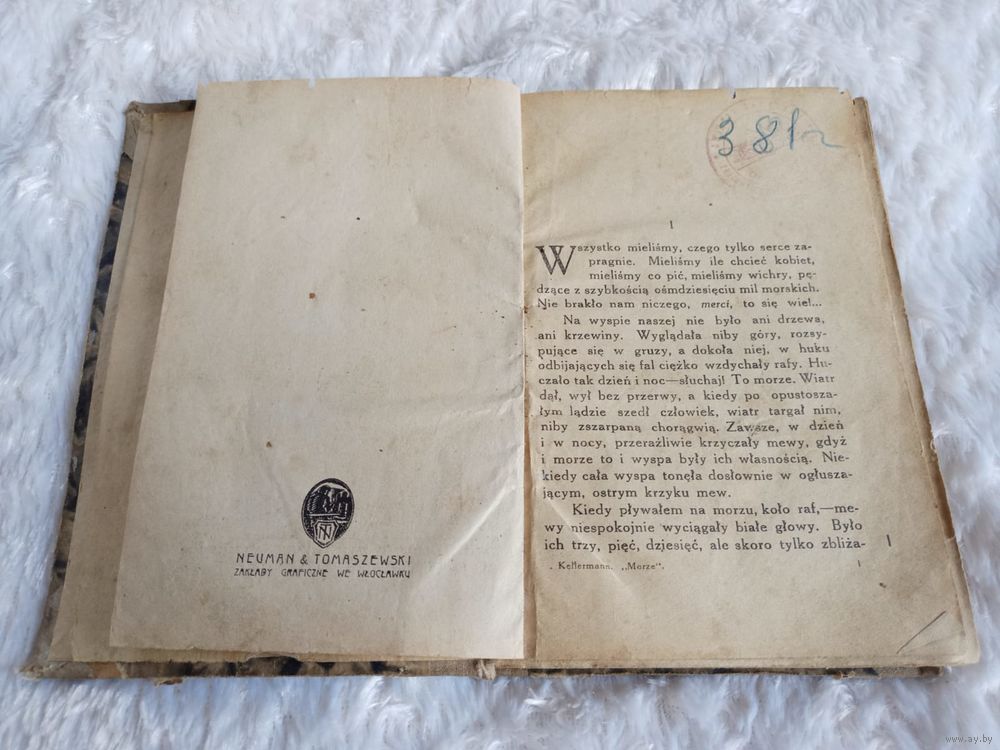 NEUMAN & TOMASZEWSKI
ZAKŁADY GRAFICZNE WE WŁOCŁAWKU
381
I
Wszystko mieliśmy, czego tylko serce za-
pragnie. Mieliśmy ile chcieć kobiet,
mieliśmy co pić, mieliśmy wichry, pę-
dzące z szybkością ośmdziesięciu mil morskich.
Nie brakło nam niczego, merci, to się wie!...
Na wyspie naszej nie było ani drzewa,
ani krzewiny. Wyglądała niby góry, rozsy-
pujące się w gruzy, a dokoła niej, w huku
odbijających się fal ciężko wzdychały rafy. Hu-
czało tak dzień i noc—słuchaj! To morze. Wiatr
dął, wył bez przerwy, a kiedy po opustosza-
łym lądzie szedł człowiek, wiatr targał nim,
niby zszarpaną chorągwią. Zawsze, w dzień
i w nocy, przeraźliwie krzyczały mewy, gdyż
i morze to i wyspa były ich własnością. Nie-
kiedy cała wyspa tonęła dosłownie w ogłusza-
jącym, ostrym krzyku mew.
Kiedy pływałem na morzu, koło raf,—me-
wy niespokojnie wyciągały białe głowy. Było
ich trzy, pięć, dziesięć, ale skoro tylko zbliża-
Kellermann. „Morze".
www.ay.by